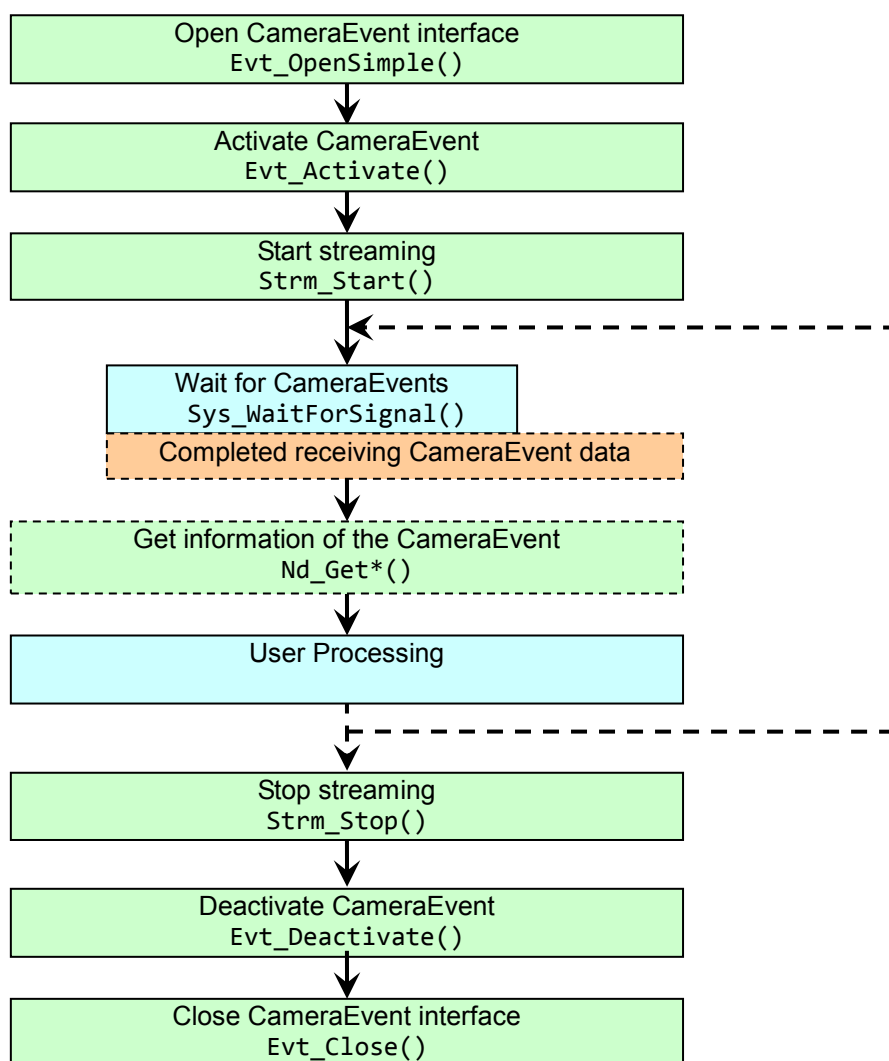 Open CameraEvent interface
Evt_OpenSimple()
Activate CameraEvent
Evt_Activate()
Start streaming
Strm_Start()
Wait for CameraEvents
Sys_WaitForSignal()
Completed receiving CameraEvent data
Get information of the CameraEvent
Nd_Get*()
User Processing
Stop streaming
Strm_Stop()
Deactivate CameraEvent
Evt_Deactivate()
Close CameraEvent interface
Evt_Close()